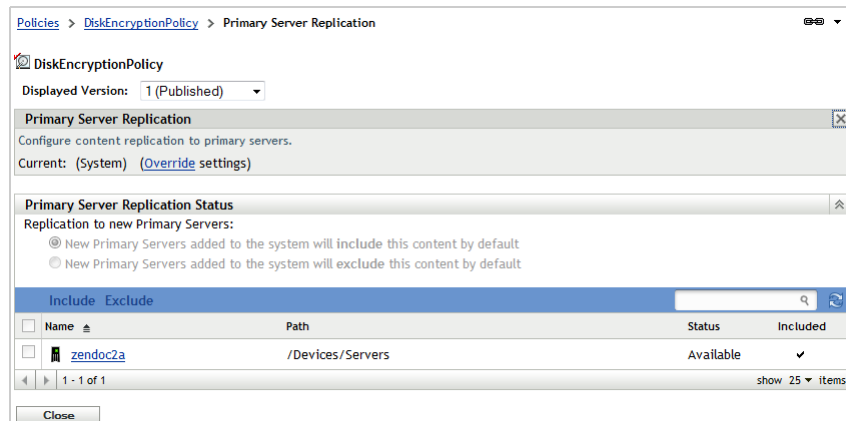 Policies > DiskEncryptionPolicy > Primary Server Replication
DiskEncryptionPolicy
Displayed Version: 1 (Published)
Primary Server Replication
Configure content replication to primary servers.
Current: (System) (Override settings)
Primary Server Replication Status
Replication to new Primary Servers:
New Primary Servers added to the system will include this content by default
New Primary Servers added to the system will exclude this content by default
Include Exclude
Name Path Status Included
zendoc2a /Devices/Servers Available
1 - 1 of 1 show 25 items
Close